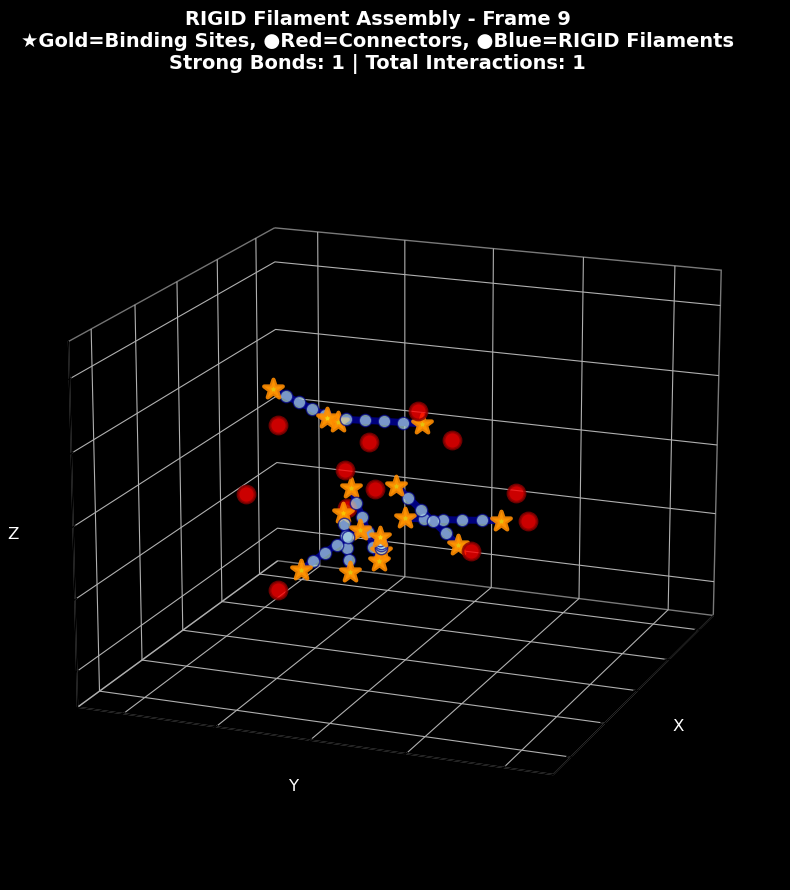 RIGID Filament Assembly - Frame 9
★Gold=Binding Sites, ●Red=Connectors, ●Blue=RIGID Filaments
Strong Bonds: 1 | Total Interactions: 1
Z
X
Y